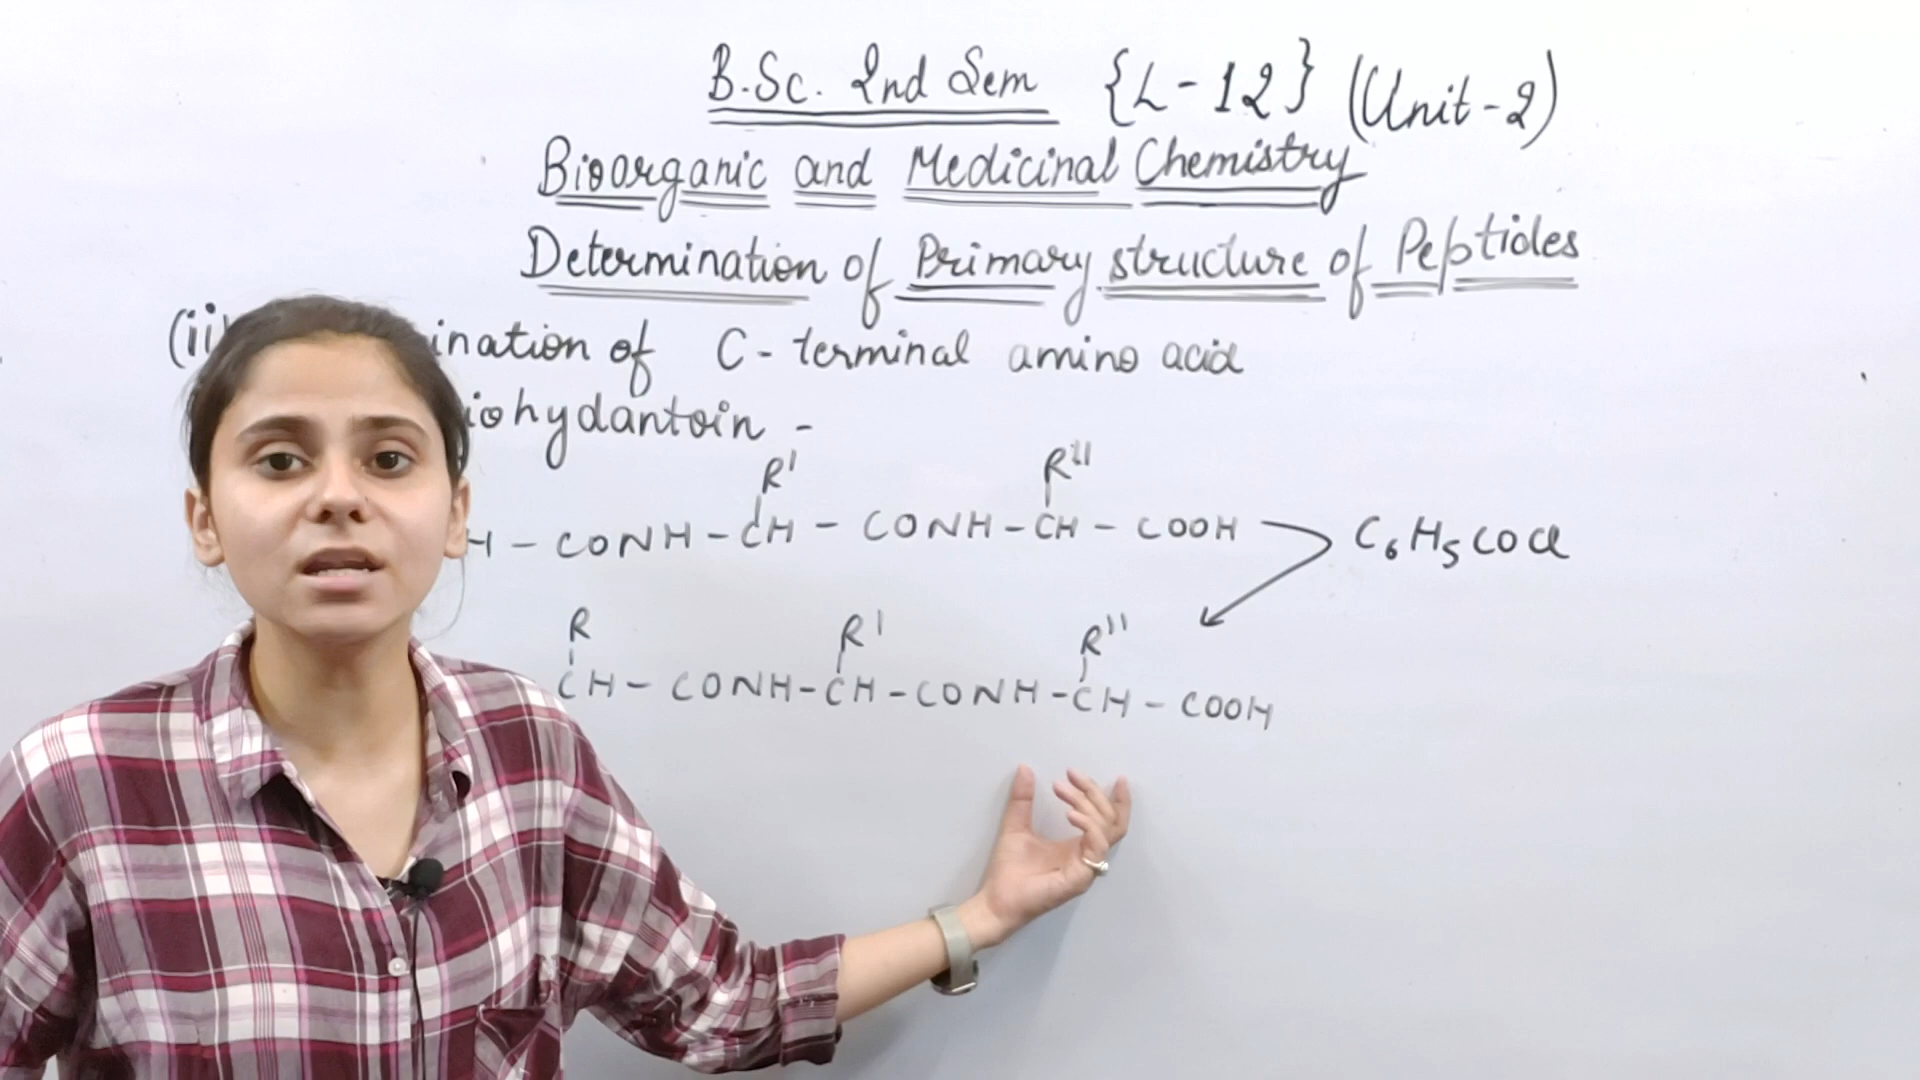 B.Sc. 2nd Sem {L-12} (Unit-2)
Bioorganic and Medicinal Chemistry
Determination of Primary structure of Peptides
(ii) ination of C-terminal amino acid
iohydantoin -
R' R''
H - CONH - CH - CONH - CH - COOH C₆H₅COCl
R R' R''
CH - CONH - CH - CONH - CH - COOH